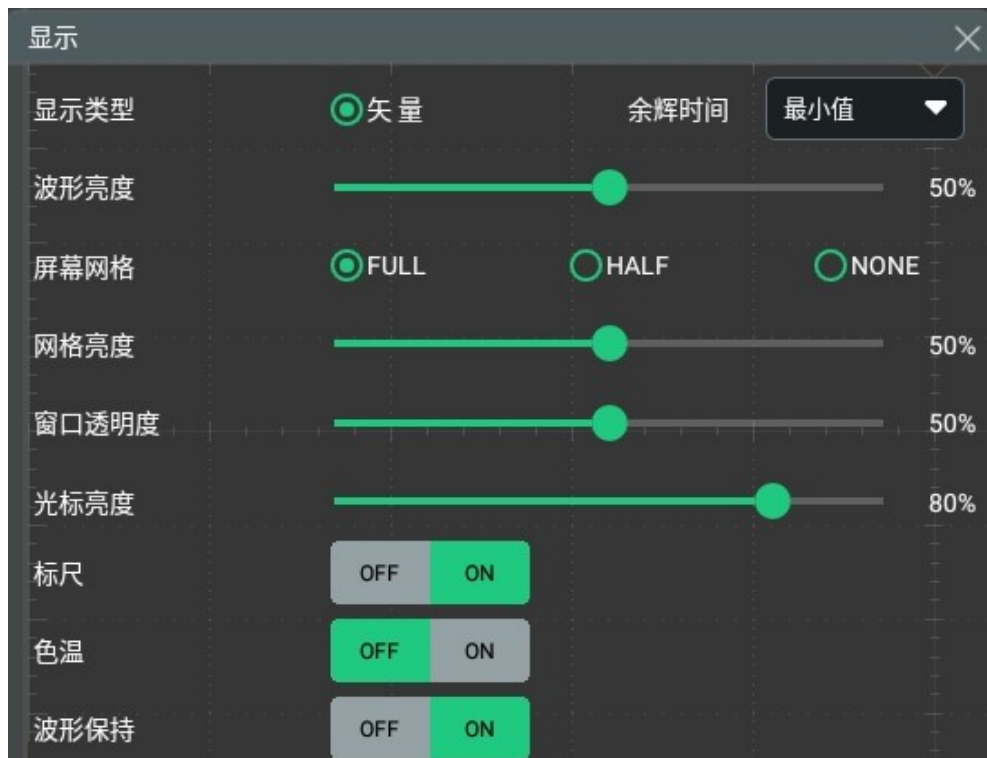 显示
显示类型 矢量 余辉时间 最小值
波形亮度 50%
屏幕网格 FULL HALF NONE
网格亮度 50%
窗口透明度 50%
光标亮度 80%
标尺 OFF ON
色温 OFF ON
波形保持 OFF ON